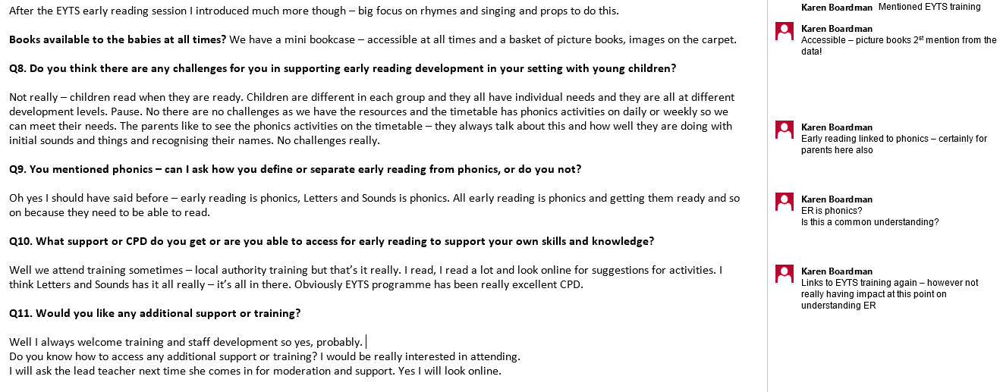 After the EYTS early reading session I introduced much more though – big focus on rhymes and singing and props to do this.
Books available to the babies at all times? We have a mini bookcase – accessible at all times and a basket of picture books, images on the carpet.
Q8. Do you think there are any challenges for you in supporting early reading development in your setting with young children?
Not really – children read when they are ready. Children are different in each group and they all have individual needs and they are all at different
development levels. Pause. No there are no challenges as we have the resources and the timetable has phonics activities on daily or weekly so we
can meet their needs. The parents like to see the phonics activities on the timetable – they always talk about this and how well they are doing with
initial sounds and things and recognising their names. No challenges really.
Q9. You mentioned phonics – can I ask how you define or separate early reading from phonics, or do you not?
Oh yes I should have said before – early reading is phonics, Letters and Sounds is phonics. All early reading is phonics and getting them ready and so
on because they need to be able to read.
Q10. What support or CPD do you get or are you able to access for early reading to support your own skills and knowledge?
Well we attend training sometimes – local authority training but that's it really. I read, I read a lot and look online for suggestions for activities. I
think Letters and Sounds has it all really – it's all in there. Obviously EYTS programme has been really excellent CPD.
Q11. Would you like any additional support or training?
Well I always welcome training and staff development so yes, probably.
Do you know how to access any additional support or training? I would be really interested in attending.
I will ask the lead teacher next time she comes in for moderation and support. Yes I will look online.
Karen Boardman Mentioned EYTS training
Karen Boardman
Accessible – picture books 2st mention from the
data!
Karen Boardman
Early reading linked to phonics – certainly for
parents here also
Karen Boardman
ER is phonics?
Is this a common understanding?
Karen Boardman
Links to EYTS training again – however not
really having impact at this point on
understanding ER